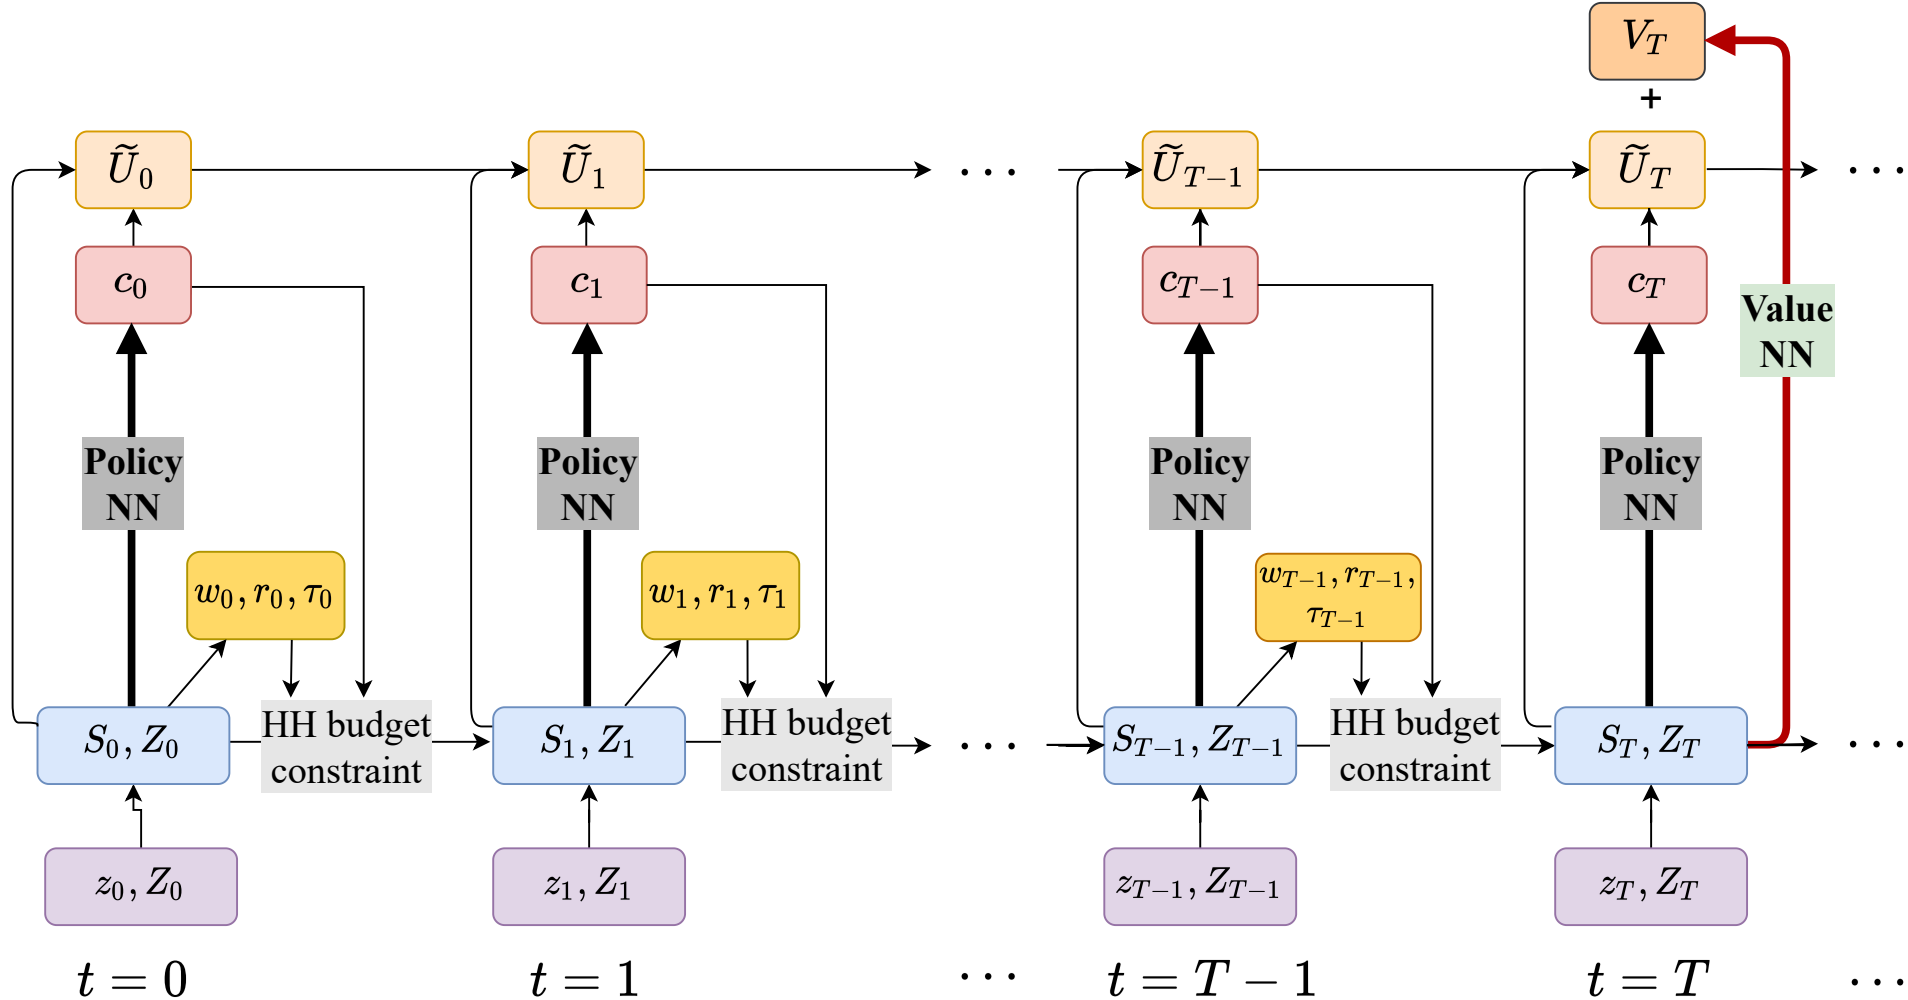 V_T
+
Ũ_0
Ũ_1
···
Ũ_{T−1}
Ũ_T
···
c_0
c_1
c_{T−1}
c_T
Value
NN
Policy
NN
Policy
NN
Policy
NN
Policy
NN
w_0, r_0, τ_0
w_1, r_1, τ_1
w_{T−1}, r_{T−1},
τ_{T−1}
S_0, Z_0
HH budget
constraint
S_1, Z_1
HH budget
constraint
···
S_{T−1}, Z_{T−1}
HH budget
constraint
S_T, Z_T
···
z_0, Z_0
z_1, Z_1
z_{T−1}, Z_{T−1}
z_T, Z_T
t = 0
t = 1
···
t = T − 1
t = T
···